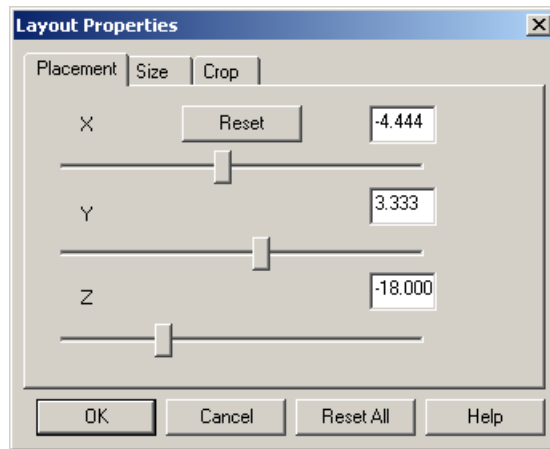 Layout Properties
Placement Size Crop
X Reset -4.444
Y 3.333
Z -18.000
OK Cancel Reset All Help